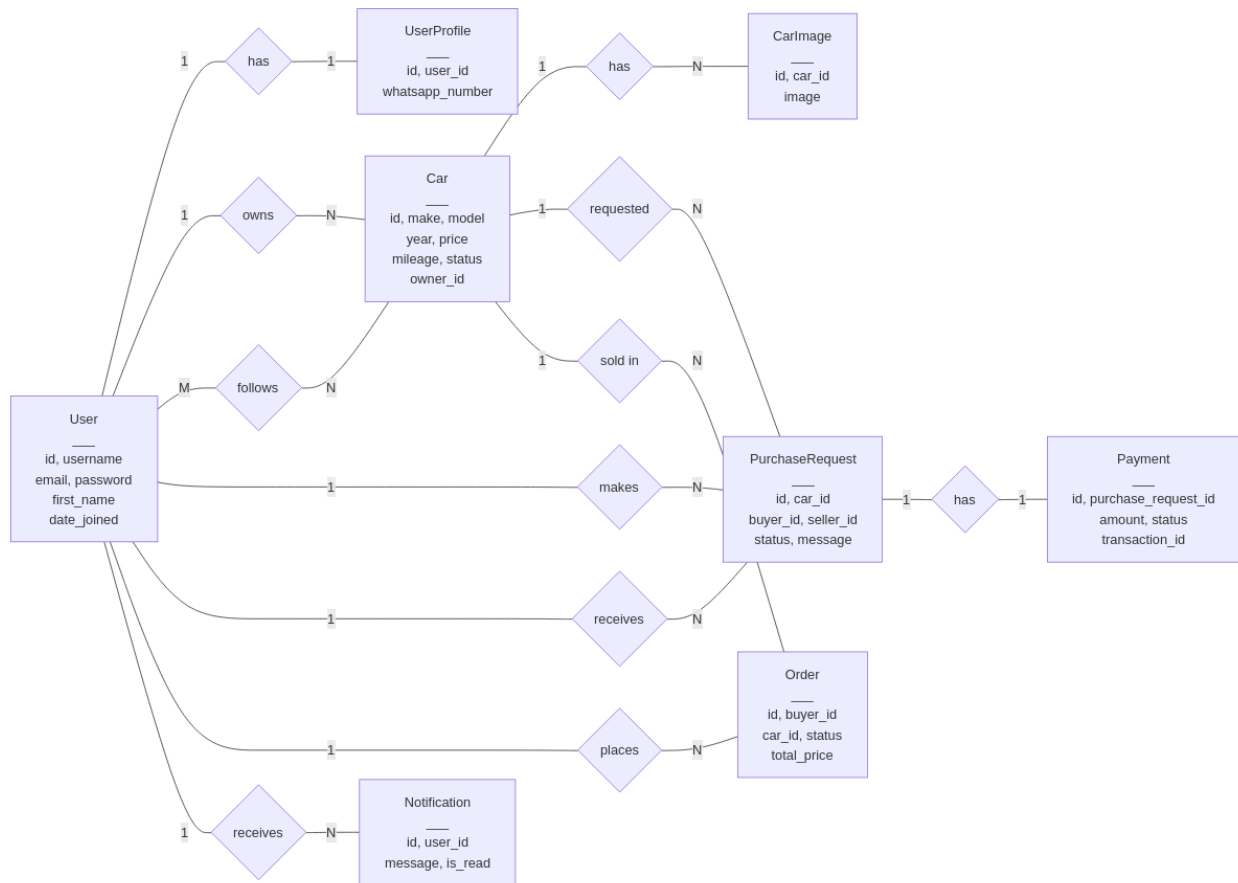 UserProfile
___
id, user_id
whatsapp_number
CarImage
___
id, car_id
image
1
has
1
1
has
N
Car
___
id, make, model
year, price
mileage, status
owner_id
1
owns
N
1
requested
N
1
sold in
N
M
follows
N
User
___
id, username
email, password
first_name
date_joined
PurchaseRequest
___
id, car_id
buyer_id, seller_id
status, message
1
has
1
Payment
___
id, purchase_request_id
amount, status
transaction_id
1
makes
N
1
receives
N
Order
___
id, buyer_id
car_id, status
total_price
1
places
N
1
receives
N
Notification
___
id, user_id
message, is_read